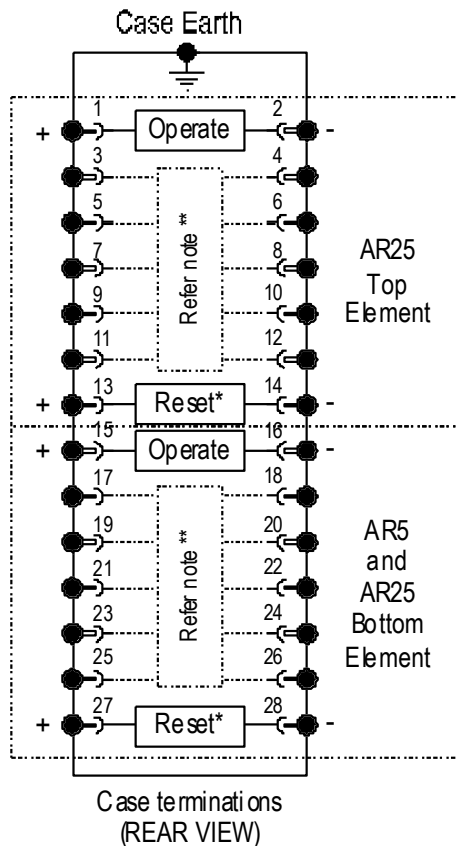 Case Earth
1 2
+ Operate -
3 4
5 6
7 8
9 10
11 12
Refer note **
AR25
Top
Element
13 14
+ Reset* -
15 16
+ Operate -
17 18
19 20
21 22
23 24
25 26
Refer note **
AR5
and
AR25
Bottom
Element
27 28
+ Reset* -
Case terminations
(REAR VIEW)